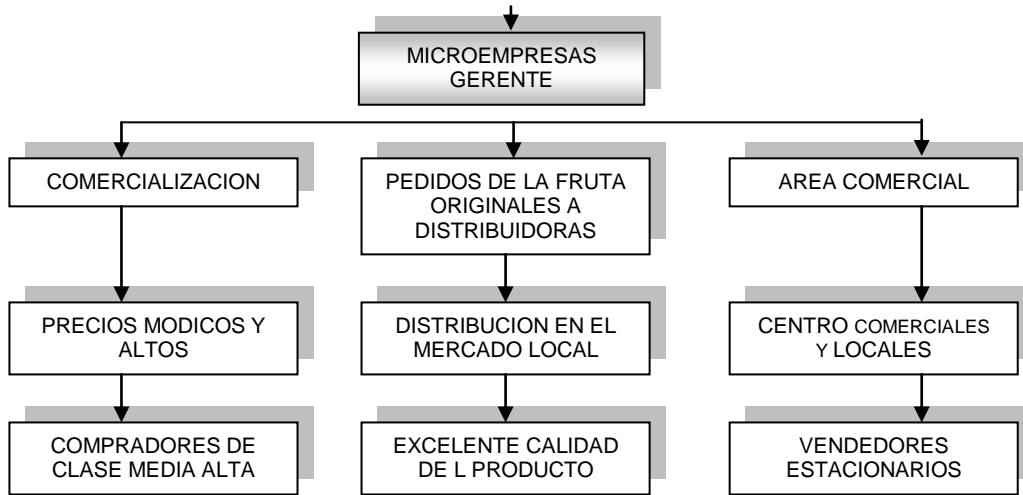 MICROEMPRESAS
GERENTE
COMERCIALIZACION
PEDIDOS DE LA FRUTA
ORIGINALES A
DISTRIBUIDORAS
AREA COMERCIAL
PRECIOS MODICOS Y
ALTOS
DISTRIBUCION EN EL
MERCADO LOCAL
CENTRO COMERCIALES
Y LOCALES
COMPRADORES DE
CLASE MEDIA ALTA
EXCELENTE CALIDAD
DE L PRODUCTO
VENDEDORES
ESTACIONARIOS